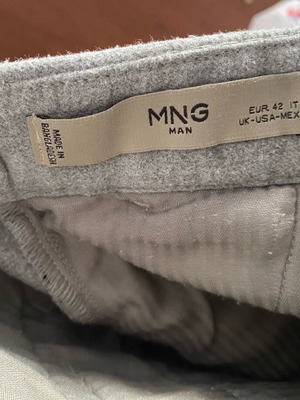 MADE IN
BANGLADESH
MNG
MAN
EUR 42 IT
UK-USA-MEX